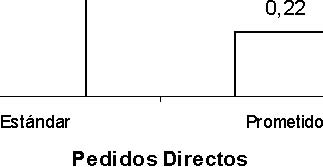 0,22
Estándar Prometido
Pedidos Directos